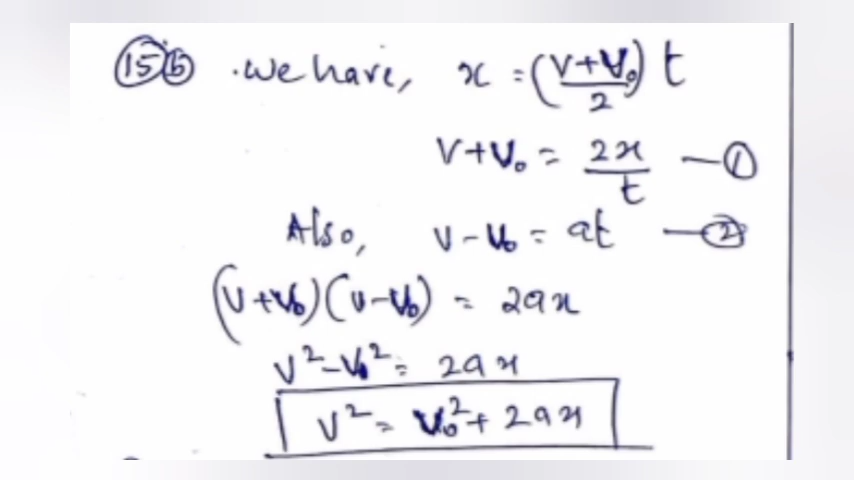 15 b .We have, x = (V+V₀/2) t
V+V₀ = 2x/t —①
Also, V-V₀ = at —②
(V+V₀)(V-V₀) = 2ax
V²-V₀² = 2ax
V² = V₀²+2ax